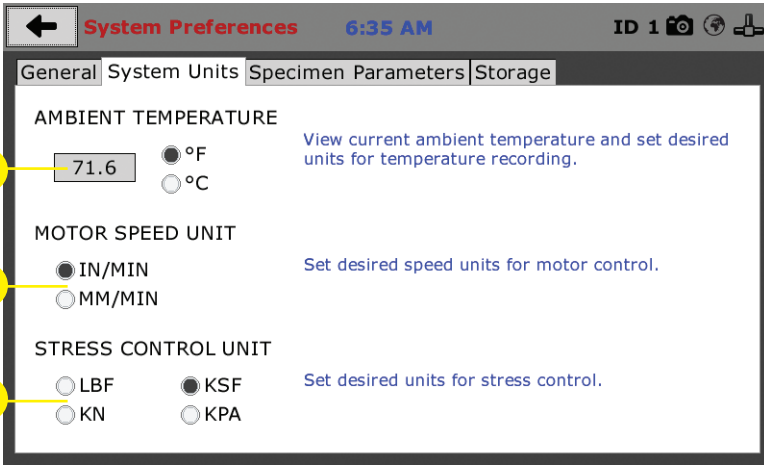 System Preferences 6:35 AM ID 1
General System Units Specimen Parameters Storage
AMBIENT TEMPERATURE
View current ambient temperature and set desired
units for temperature recording.
71.6
°F
°C
MOTOR SPEED UNIT
IN/MIN
Set desired speed units for motor control.
MM/MIN
STRESS CONTROL UNIT
LBF KSF
Set desired units for stress control.
KN KPA